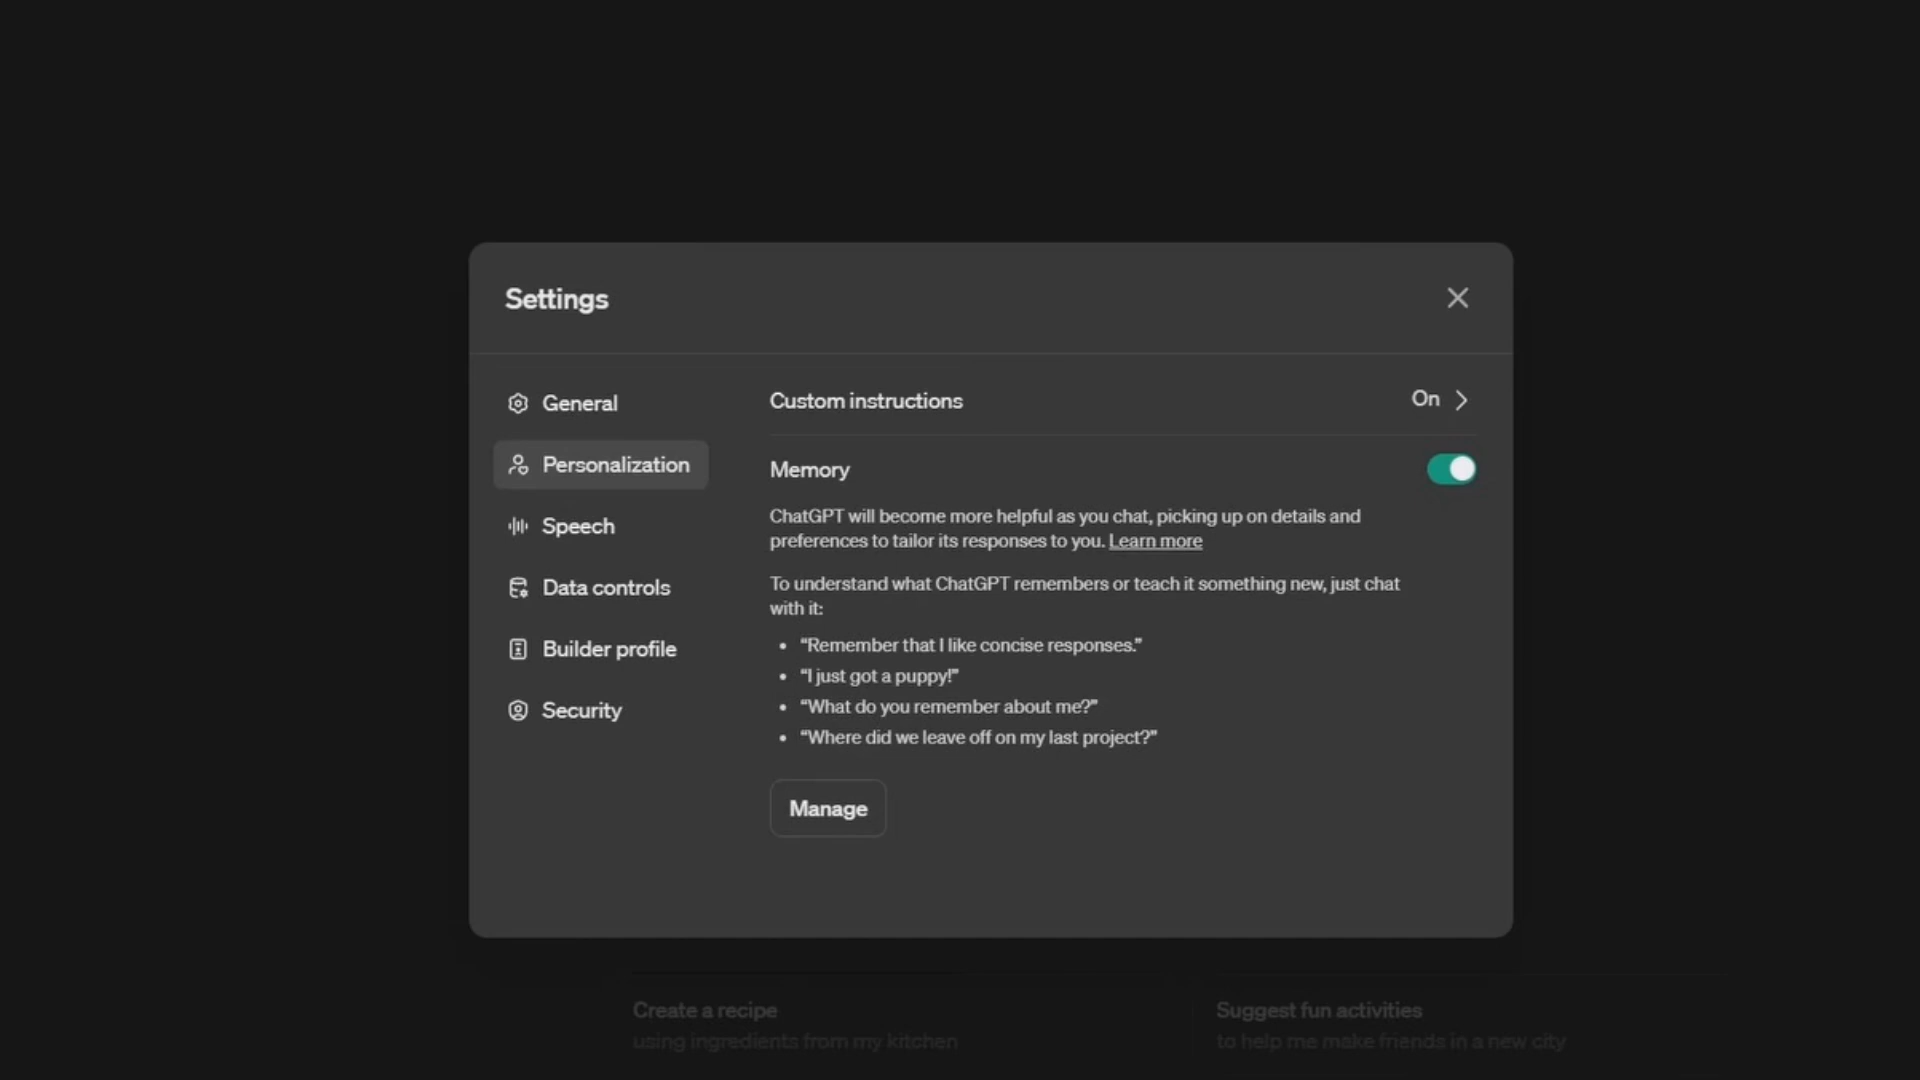 Settings
General
Personalization
Speech
Data controls
Builder profile
Security
Custom instructions
On
Memory
ChatGPT will become more helpful as you chat, picking up on details and
preferences to tailor its responses to you. Learn more
To understand what ChatGPT remembers or teach it something new, just chat
with it:
• “Remember that I like concise responses.”
• “I just got a puppy!”
• “What do you remember about me?”
• “Where did we leave off on my last project?”
Manage
Create a recipe
using ingredients from my kitchen
Suggest fun activities
to help me make friends in a new city